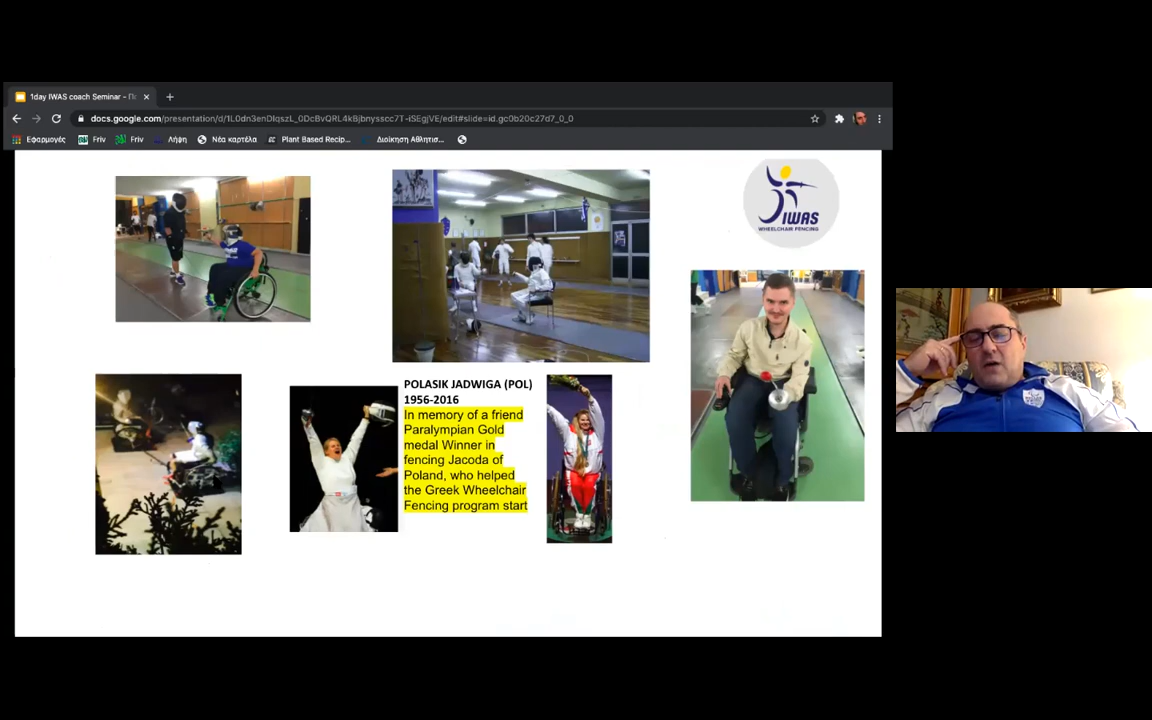 1day IWAS coach Seminar - Πα
docs.google.com/presentation/d/1L0dn3enDIqszL_0DcBvQRL4kBjbnysscc7T-iSEgjVE/edit#slide=id.gc0b20c27d7_0_0
Εφαρμογές Friv Friv Λήψη Νέα καρτέλα Plant Based Recip... Διοίκηση Αθλητισ...
IWAS
WHEELCHAIR FENCING
POLASIK JADWIGA (POL)
1956-2016
In memory of a friend
Paralympian Gold
medal Winner in
fencing Jacoda of
Poland, who helped
the Greek Wheelchair
Fencing program start